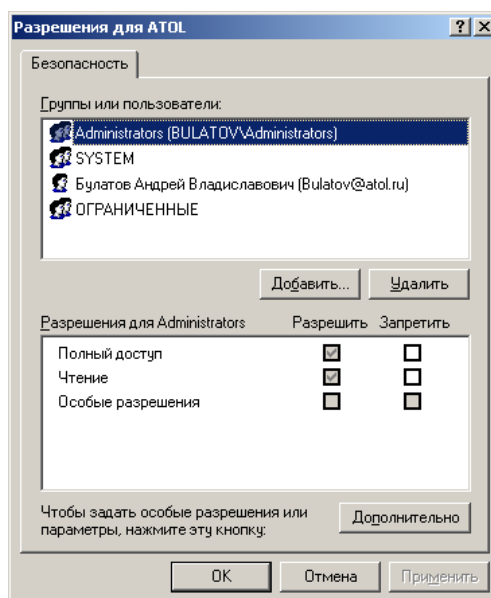 Разрешения для ATOL
Безопасность
Группы или пользователи:
Administrators (BULATOV\Administrators)
SYSTEM
Булатов Андрей Владиславович (Bulatov@atol.ru)
ОГРАНИЧЕННЫЕ
Добавить... Удалить
Разрешения для Administrators Разрешить Запретить
Полный доступ
Чтение
Особые разрешения
Чтобы задать особые разрешения или
параметры, нажмите эту кнопку:
Дополнительно
OK Отмена Применить